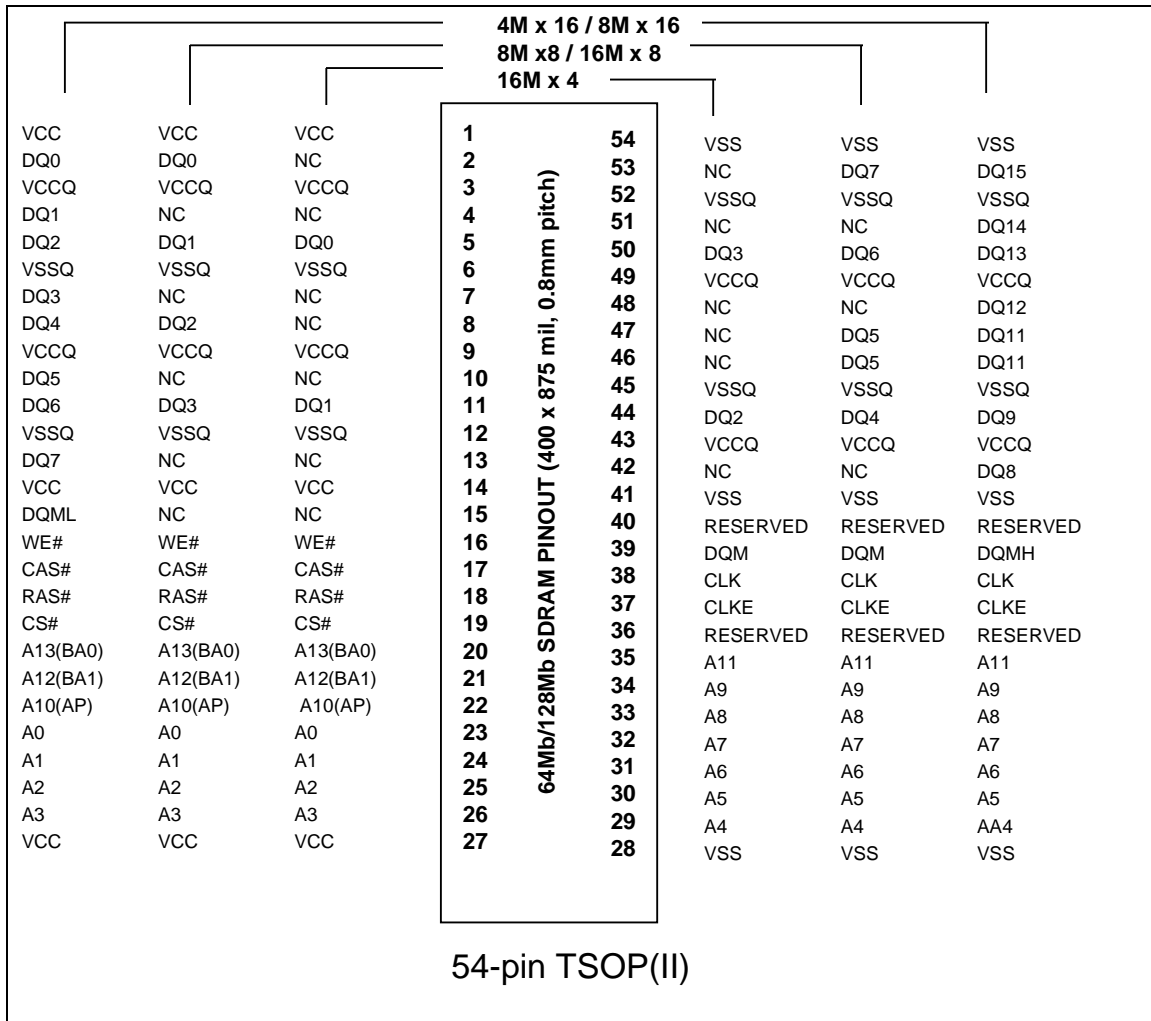 4M x 16 / 8M x 16
8M x8 / 16M x 8
16M x 4
VCC VCC VCC 1 54 VSS VSS VSS
DQ0 DQ0 NC 2 53 NC DQ7 DQ15
VCCQ VCCQ VCCQ 3 52 VSSQ VSSQ VSSQ
DQ1 NC NC 4 51 NC NC DQ14
DQ2 DQ1 DQ0 5 50 DQ3 DQ6 DQ13
VSSQ VSSQ VSSQ 6 49 VCCQ VCCQ VCCQ
DQ3 NC NC 7 48 NC NC DQ12
DQ4 DQ2 NC 8 47 NC DQ5 DQ11
VCCQ VCCQ VCCQ 9 46 NC DQ5 DQ11
DQ5 NC NC 10 45 VSSQ VSSQ VSSQ
DQ6 DQ3 DQ1 11 44 DQ2 DQ4 DQ9
VSSQ VSSQ VSSQ 12 43 VCCQ VCCQ VCCQ
DQ7 NC NC 13 42 NC NC DQ8
VCC VCC VCC 14 41 VSS VSS VSS
DQML NC NC 15 40 RESERVED RESERVED RESERVED
WE# WE# WE# 16 39 DQM DQM DQMH
CAS# CAS# CAS# 17 38 CLK CLK CLK
RAS# RAS# RAS# 18 37 CLKE CLKE CLKE
CS# CS# CS# 19 36 RESERVED RESERVED RESERVED
A13(BA0) A13(BA0) A13(BA0) 20 35 A11 A11 A11
A12(BA1) A12(BA1) A12(BA1) 21 34 A9 A9 A9
A10(AP) A10(AP) A10(AP) 22 33 A8 A8 A8
A0 A0 A0 23 32 A7 A7 A7
A1 A1 A1 24 31 A6 A6 A6
A2 A2 A2 25 30 A5 A5 A5
A3 A3 A3 26 29 A4 A4 AA4
VCC VCC VCC 27 28 VSS VSS VSS
64Mb/128Mb SDRAM PINOUT (400 x 875 mil, 0.8mm pitch)
54-pin TSOP(II)